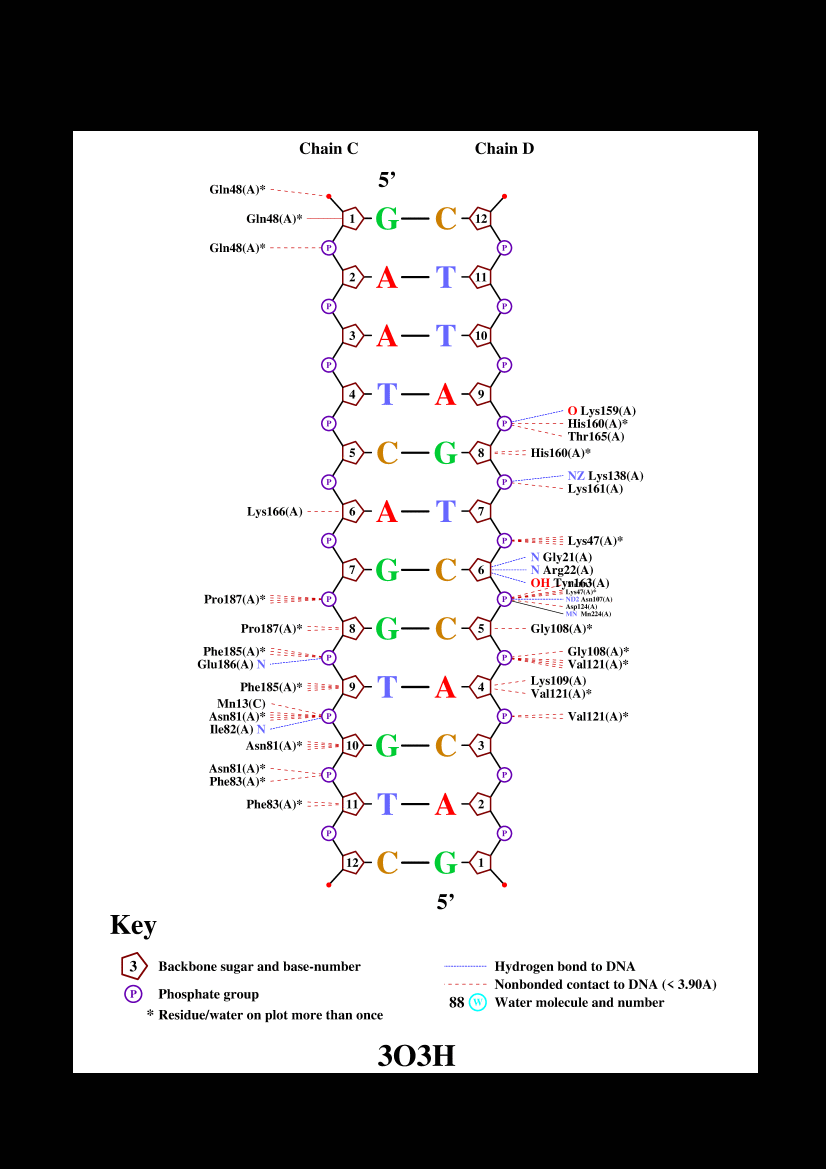 Chain C Chain D
5’
Gln48(A)*
Gln48(A)* 1 G C 12
Gln48(A)* P P
2 A T 11
P P
3 A T 10
P P
4 T A 9
O Lys159(A)
P P His160(A)*
Thr165(A)
5 C G 8 His160(A)*
NZ Lys138(A)
P P
Lys161(A)
Lys166(A) 6 A T 7
P P Lys47(A)*
N Gly21(A)
7 G C 6 N Arg22(A)
OH Tyr163(A)
Lys47(A)*
Pro187(A)* P P ND2 Asn107(A)
Asp124(A)
MN Mn224(A)
Pro187(A)* 8 G C 5 Gly108(A)*
Phe185(A)* Gly108(A)*
P P
Glu186(A) N Val121(A)*
Lys109(A)
Phe185(A)* 9 T A 4
Val121(A)*
Mn13(C)
Asn81(A)* P P Val121(A)*
Ile82(A) N
Asn81(A)* 10 G C 3
Asn81(A)*
P P
Phe83(A)*
Phe83(A)* 11 T A 2
P P
12 C G 1
5’
Key
3 Backbone sugar and base-number
P Phosphate group
* Residue/water on plot more than once
Hydrogen bond to DNA
Nonbonded contact to DNA (< 3.90A)
88 W Water molecule and number
3O3H